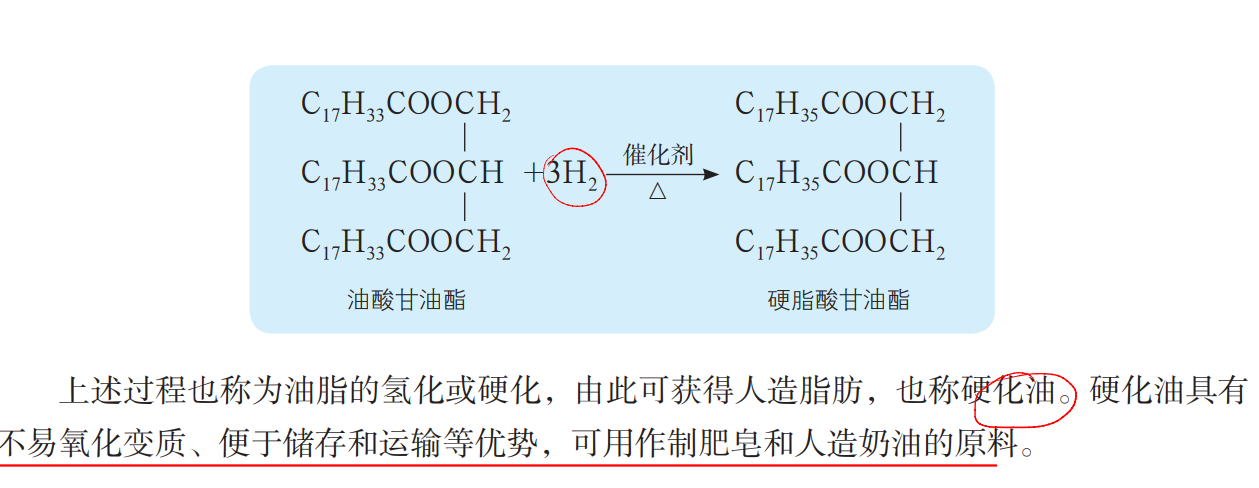 C₁₇H₃₃COOCH₂ C₁₇H₃₅COOCH₂
C₁₇H₃₃COOCH +3H₂ 催化剂 △ C₁₇H₃₅COOCH
C₁₇H₃₃COOCH₂ C₁₇H₃₅COOCH₂
油酸甘油酯 硬脂酸甘油酯
上述过程也称为油脂的氢化或硬化，由此可获得人造脂肪，也称硬化油。硬化油具有
不易氧化变质、便于储存和运输等优势，可用作制肥皂和人造奶油的原料。